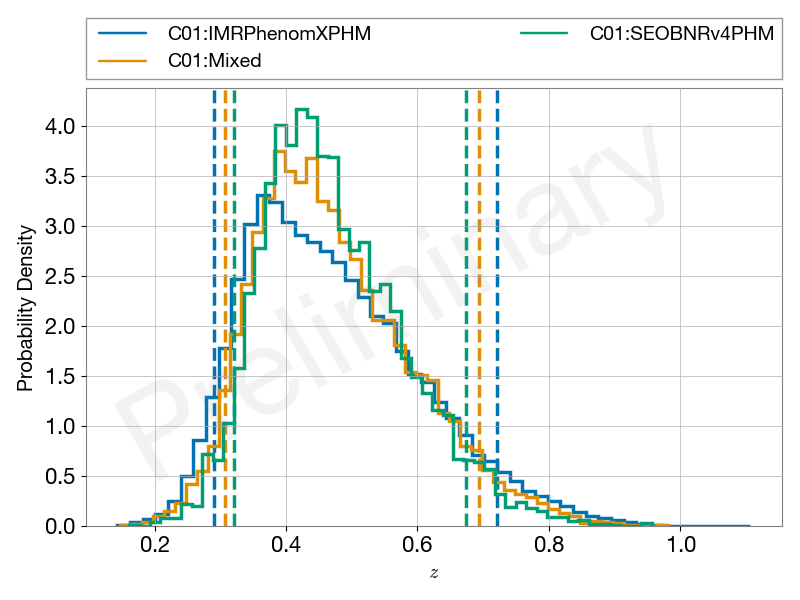 C01:IMRPhenomXPHM
C01:SEOBNRv4PHM
C01:Mixed
4.0
3.5
3.0
2.5
2.0
1.5
1.0
0.5
0.0
Probability Density
Preliminary
0.2 0.4 0.6 0.8 1.0
z